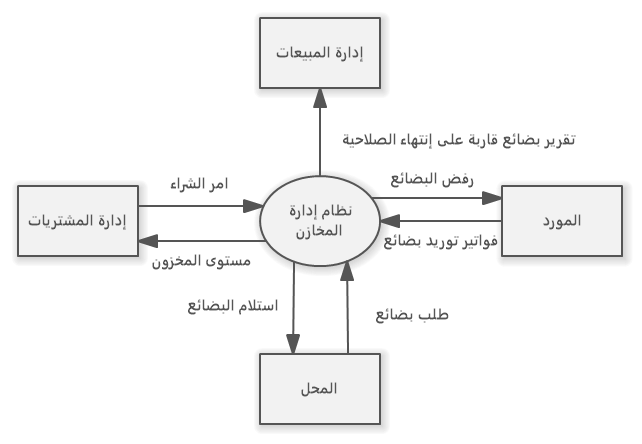 إدارة المبيعات
تقرير بضائع قاربة على إنتهاء الصلاحية
رفض البضائع
امر الشراء
نظام إدارة
المخازن
المورد
إدارة المشتريات
فواتير توريد بضائع
مستوى المخزون
استلام البضائع
طلب بضائع
المحل